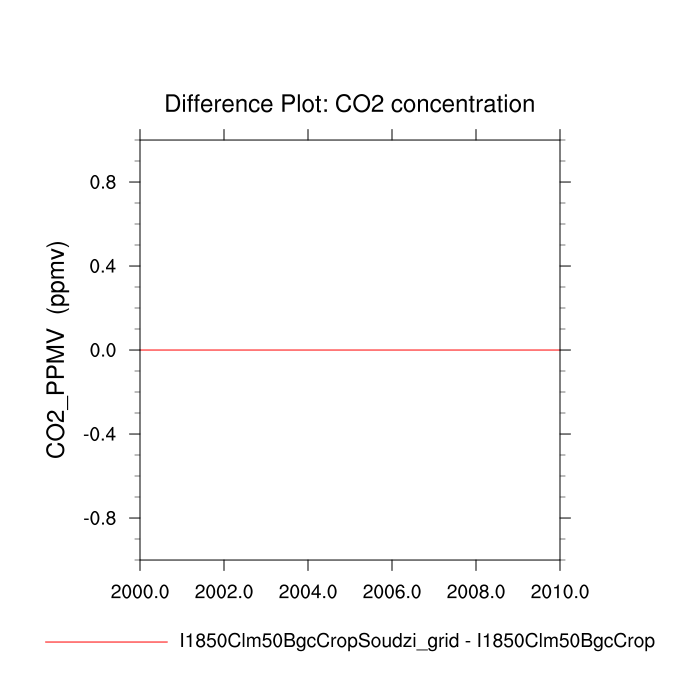 Difference Plot: CO2 concentration
CO2_PPMV (ppmv)
0.8
0.4
0.0
-0.4
-0.8
2000.0 2002.0 2004.0 2006.0 2008.0 2010.0
I1850Clm50BgcCropSoudzi_grid - I1850Clm50BgcCrop